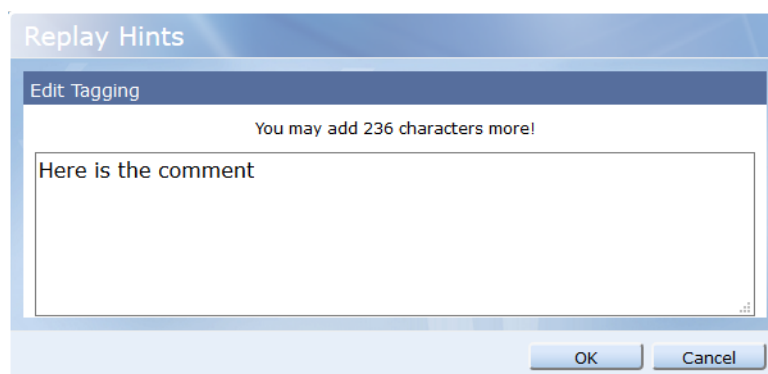 Replay Hints
Edit Tagging
You may add 236 characters more!
Here is the comment
OK Cancel